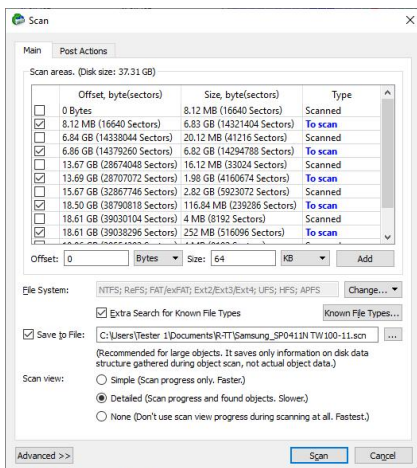 Scan
Main Post Actions
Scan areas. (Disk size: 37.31 GB)
Offset, byte(sectors) Size, byte(sectors) Type
0 Bytes 8.12 MB (16640 Sectors) Scanned
8.12 MB (16640 Sectors) 6.83 GB (14321404 Sectors) To scan
6.84 GB (14338044 Sectors) 20.12 MB (41216 Sectors) Scanned
6.86 GB (14379260 Sectors) 6.82 GB (14294788 Sectors) To scan
13.67 GB (28674048 Sectors) 16.12 MB (33024 Sectors) Scanned
13.69 GB (28707072 Sectors) 1.98 GB (4160674 Sectors) To scan
15.67 GB (32867746 Sectors) 2.82 GB (5923072 Sectors) Scanned
18.50 GB (38790818 Sectors) 116.84 MB (239286 Sectors) To scan
18.61 GB (39030104 Sectors) 4 MB (8192 Sectors) Scanned
18.61 GB (39038296 Sectors) 252 MB (516096 Sectors) To scan
Offset: 0 Bytes Size: 64 KB Add
File System: NTFS; ReFS; FAT/exFAT; Ext2/Ext3/Ext4; UFS; HFS; APFS Change...
Extra Search for Known File Types Known File Types...
Save to File: C:\Users\Tester 1\Documents\R-TT\Samsung_SP0411N TW100-11.scn ...
(Recommended for large objects. It saves only information on disk data
structure gathered during object scan, not actual object data.)
Scan view: Simple (Scan progress only. Faster.)
Detailed (Scan progress and found objects. Slower.)
None (Don't use scan view progress during scanning at all. Fastest.)
Advanced >> Scan Cancel